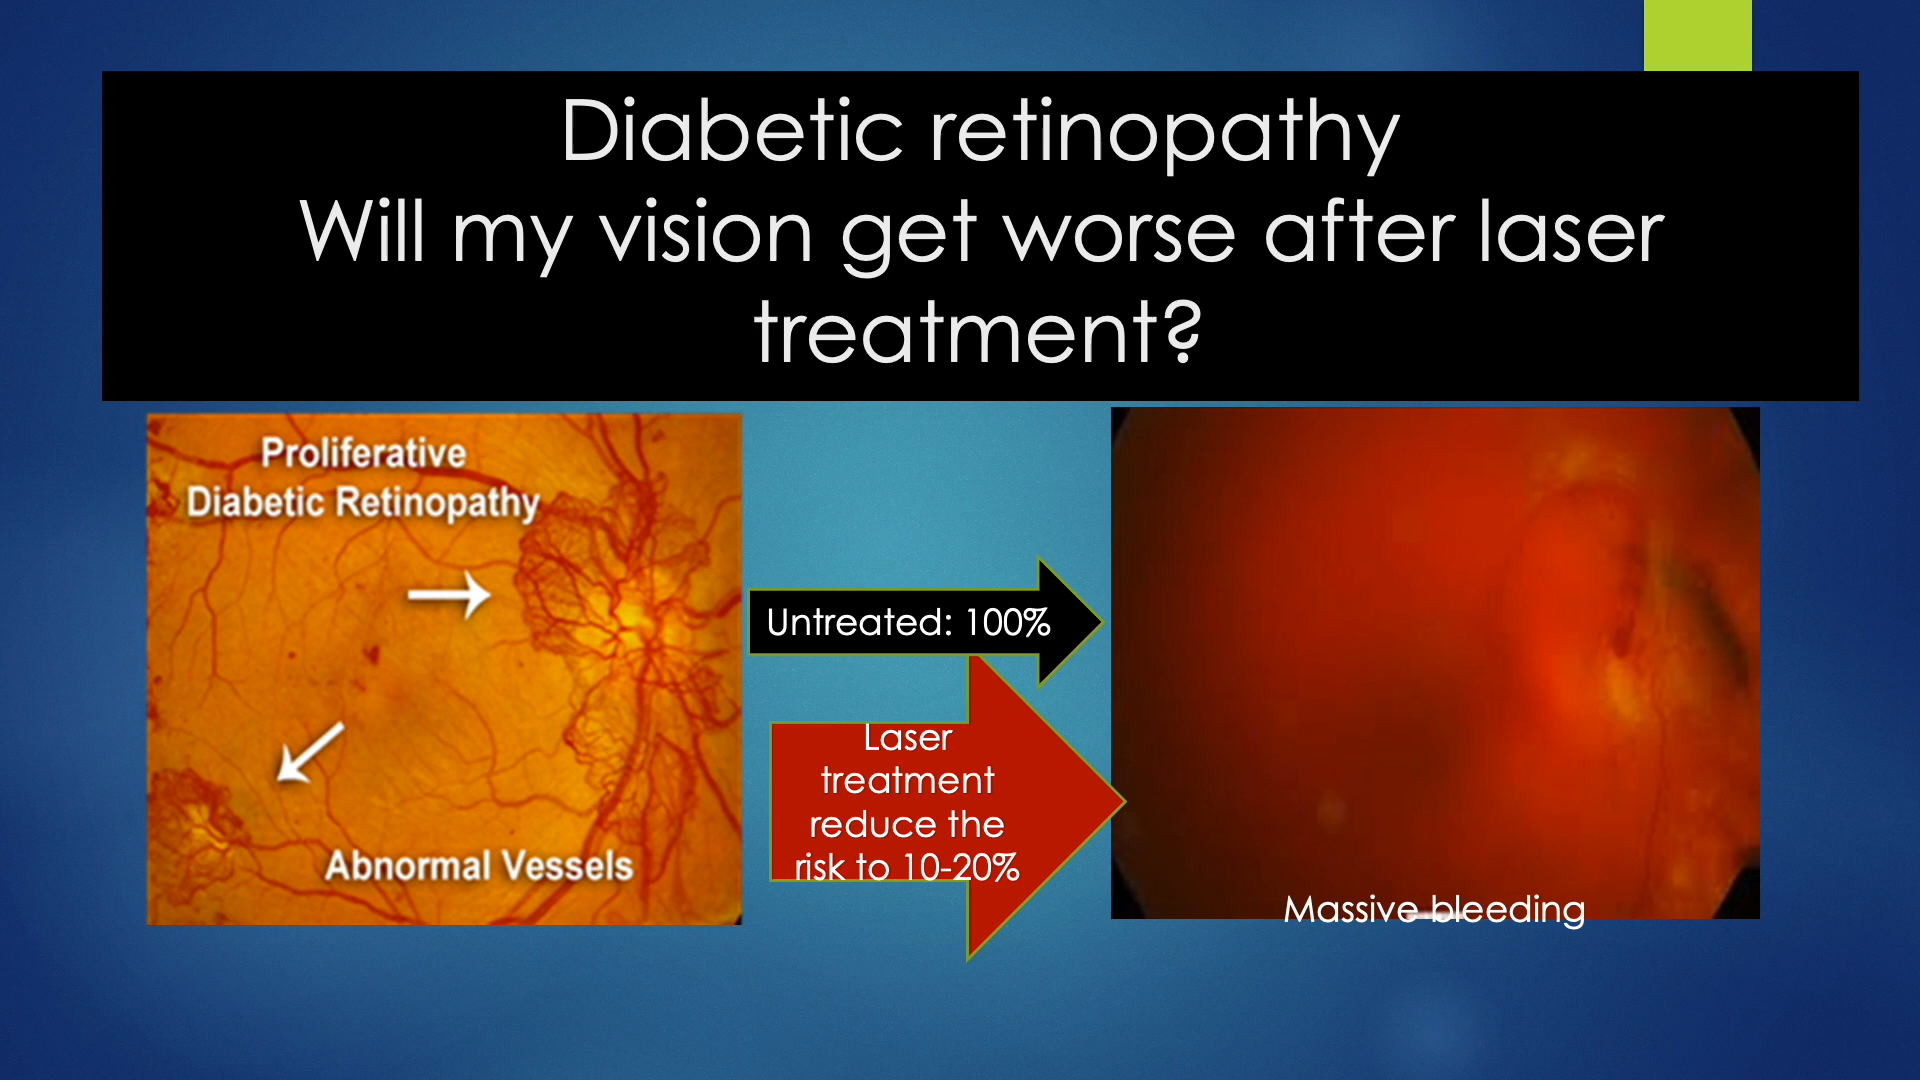 Diabetic retinopathy
Will my vision get worse after laser
treatment?
Proliferative
Diabetic Retinopathy
Abnormal Vessels
Untreated: 100%
Laser
treatment
reduce the
risk to 10-20%
Massive bleeding